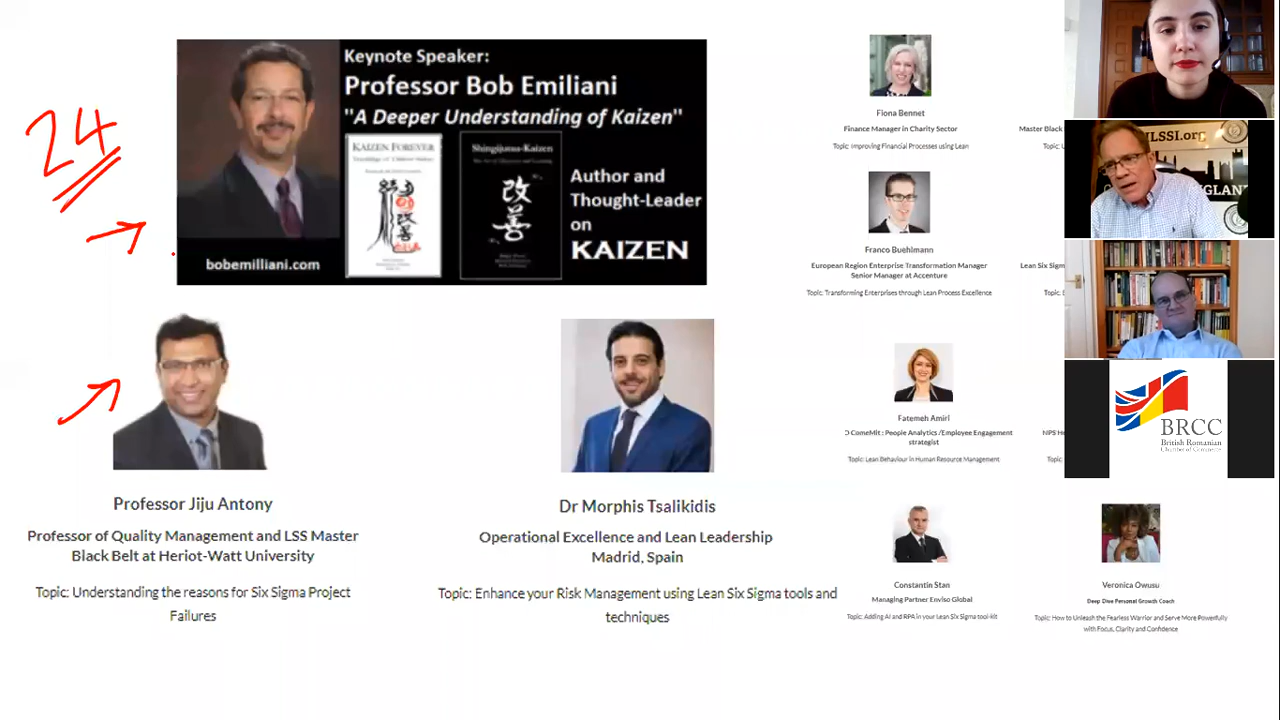 24
Keynote Speaker:
Professor Bob Emiliani
"A Deeper Understanding of Kaizen"
KAIZEN FOREVER
Shingijutsu-Kaizen
改善
Author and
Thought-Leader
on
KAIZEN
bobemilliani.com
Professor Jiju Antony
Professor of Quality Management and LSS Master
Black Belt at Heriot-Watt University
Topic: Understanding the reasons for Six Sigma Project
Failures
Dr Morphis Tsalikidis
Operational Excellence and Lean Leadership
Madrid, Spain
Topic: Enhance your Risk Management using Lean Six Sigma tools and
techniques
Fiona Bennet
Finance Manager in Charity Sector
Topic: Improving Financial Processes using Lean
Master Black
Franco Buehlmann
European Region Enterprise Transformation Manager
Senior Manager at Accenture
Topic: Transforming Enterprises through Lean Process Excellence
Lean Six Sigm
Fatemeh Amiri
O ComeMit : People Analytics /Employee Engagement
strategist
Topic: Lean Behaviour in Human Resource Management
NPS He
Constantin Stan
Managing Partner Enviso Global
Topic: Adding AI and RPA in your Lean Six Sigma tool-kit
Veronica Owusu
Deep Dive Personal Growth Coach
Topic: How to Unleash the Fearless Warrior and Serve More Powerfully
with Focus, Clarity and Confidence
LSSI.org
BRCC
British Romanian
Chamber of Commerce